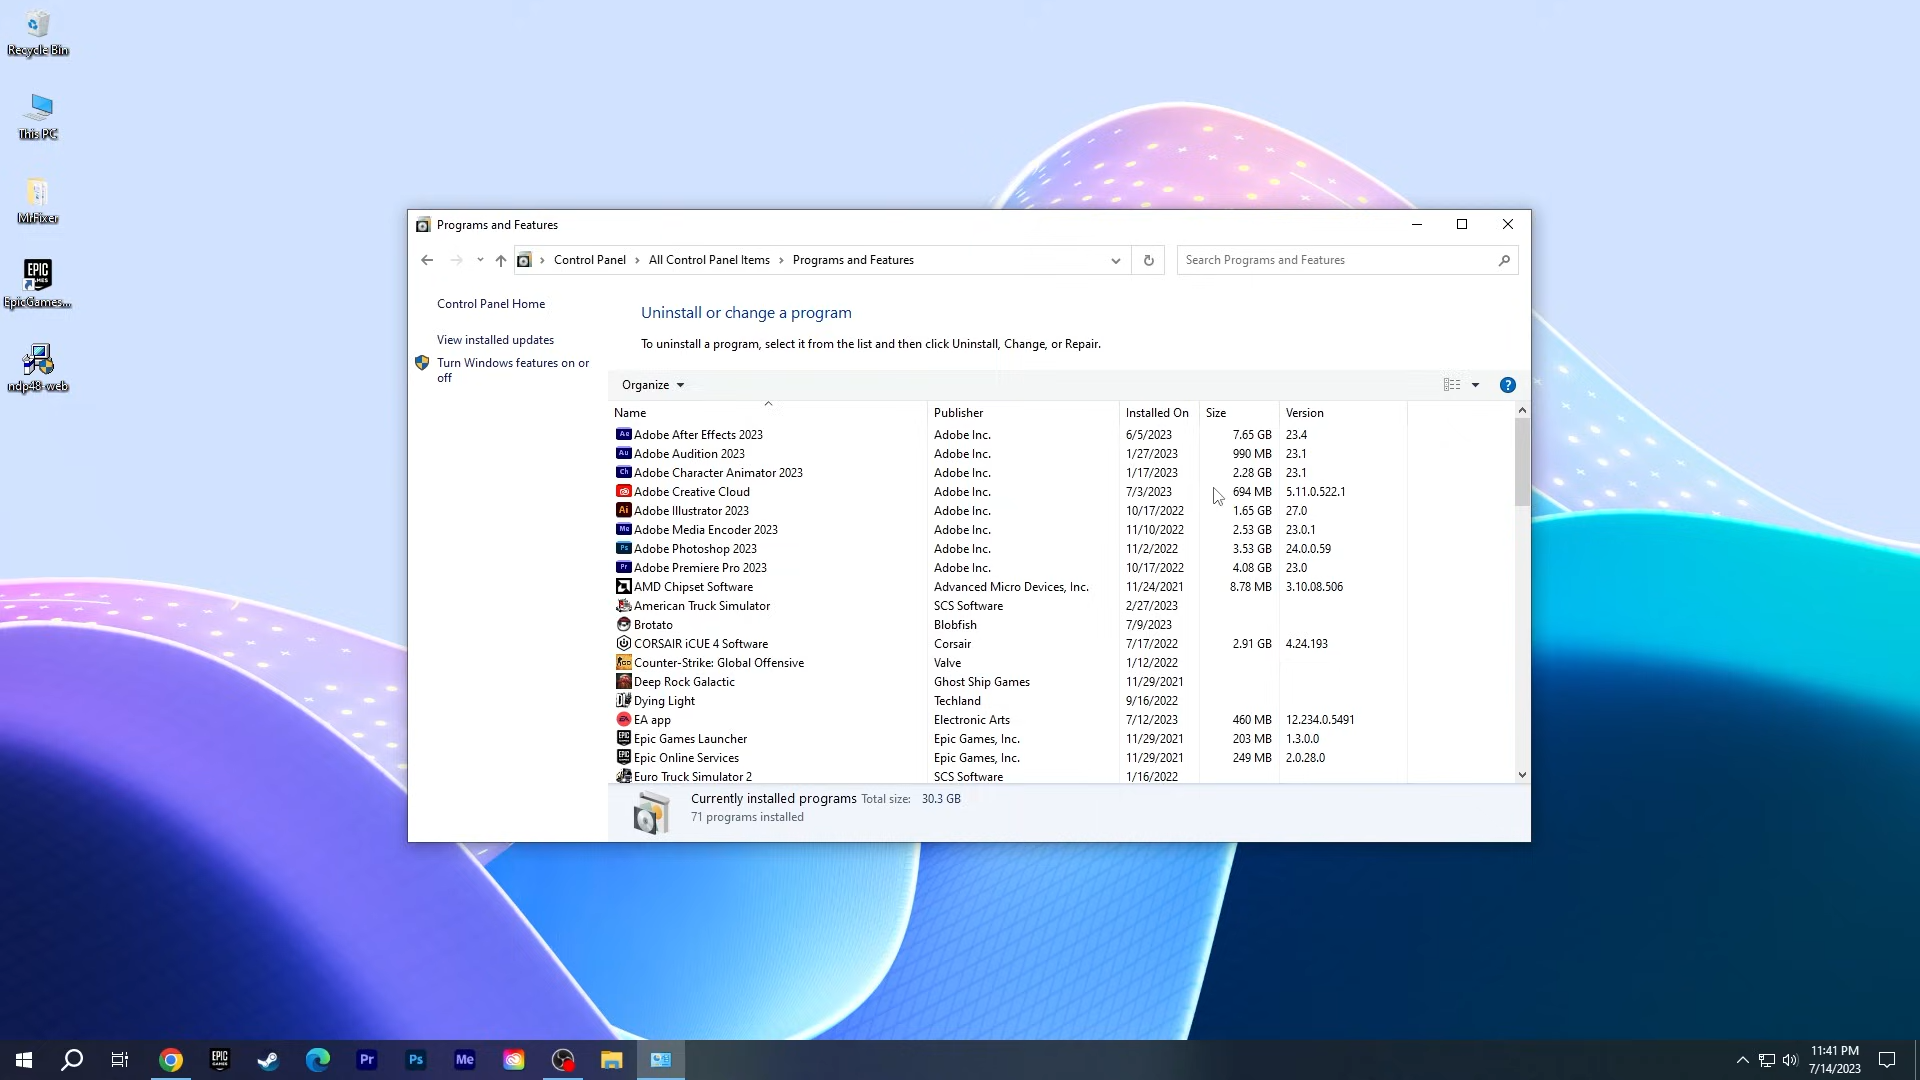 Recycle Bin
This PC
MrFixer
EPIC
GAMES
EpicGames...
ndp48-web
Programs and Features
Control Panel › All Control Panel Items › Programs and Features
Search Programs and Features
Control Panel Home
View installed updates
Turn Windows features on or
off
Uninstall or change a program
To uninstall a program, select it from the list and then click Uninstall, Change, or Repair.
Organize
?
Name Publisher Installed On Size Version
Ae Adobe After Effects 2023 Adobe Inc. 6/5/2023 7.65 GB 23.4
Au Adobe Audition 2023 Adobe Inc. 1/27/2023 990 MB 23.1
Ch Adobe Character Animator 2023 Adobe Inc. 1/17/2023 2.28 GB 23.1
Adobe Creative Cloud Adobe Inc. 7/3/2023 694 MB 5.11.0.522.1
Ai Adobe Illustrator 2023 Adobe Inc. 10/17/2022 1.65 GB 27.0
Me Adobe Media Encoder 2023 Adobe Inc. 11/10/2022 2.53 GB 23.0.1
Ps Adobe Photoshop 2023 Adobe Inc. 11/2/2022 3.53 GB 24.0.0.59
Pr Adobe Premiere Pro 2023 Adobe Inc. 10/17/2022 4.08 GB 23.0
AMD Chipset Software Advanced Micro Devices, Inc. 11/24/2021 8.78 MB 3.10.08.506
American Truck Simulator SCS Software 2/27/2023
Brotato Blobfish 7/9/2023
CORSAIR iCUE 4 Software Corsair 7/17/2022 2.91 GB 4.24.193
Counter-Strike: Global Offensive Valve 1/12/2022
Deep Rock Galactic Ghost Ship Games 11/29/2021
Dying Light Techland 9/16/2022
EA app Electronic Arts 7/12/2023 460 MB 12.234.0.5491
Epic Games Launcher Epic Games, Inc. 11/29/2021 203 MB 1.3.0.0
Epic Online Services Epic Games, Inc. 11/29/2021 249 MB 2.0.28.0
Euro Truck Simulator 2 SCS Software 1/16/2022
Currently installed programs Total size: 30.3 GB
71 programs installed
EPIC
GAMES
Pr
Ps
Me
11:41 PM
7/14/2023